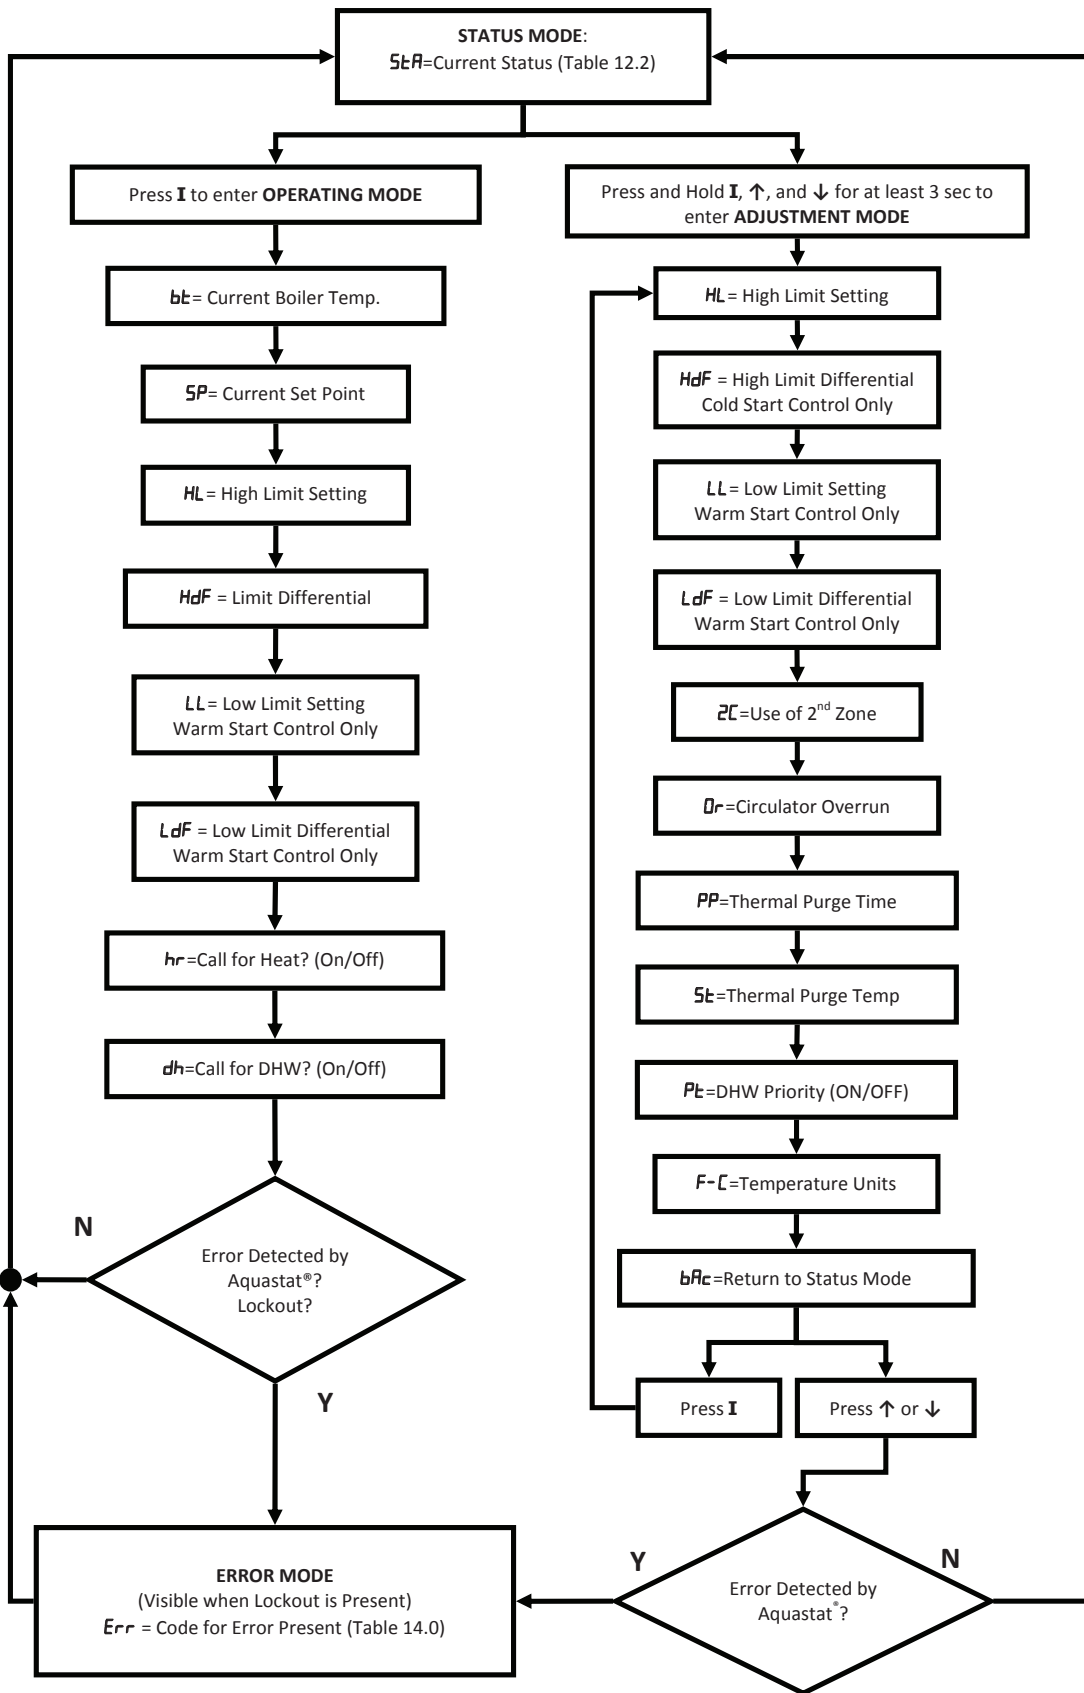 STATUS MODE:
StA=Current Status (Table 12.2)
Press I to enter OPERATING MODE
bt= Current Boiler Temp.
SP= Current Set Point
HL= High Limit Setting
HdF = Limit Differential
LL= Low Limit Setting
Warm Start Control Only
LdF = Low Limit Differential
Warm Start Control Only
hr=Call for Heat? (On/Off)
dh=Call for DHW? (On/Off)
N
Error Detected by
Aquastat®?
Lockout?
Y
ERROR MODE
(Visible when Lockout is Present)
Err = Code for Error Present (Table 14.0)
Press and Hold I, ↑, and ↓ for at least 3 sec to
enter ADJUSTMENT MODE
HL= High Limit Setting
HdF = High Limit Differential
Cold Start Control Only
LL= Low Limit Setting
Warm Start Control Only
LdF = Low Limit Differential
Warm Start Control Only
2C=Use of 2nd Zone
Or=Circulator Overrun
PP=Thermal Purge Time
St=Thermal Purge Temp
Pt=DHW Priority (ON/OFF)
F-C=Temperature Units
bAc=Return to Status Mode
Press I
Press ↑ or ↓
Y
N
Error Detected by
Aquastat®?